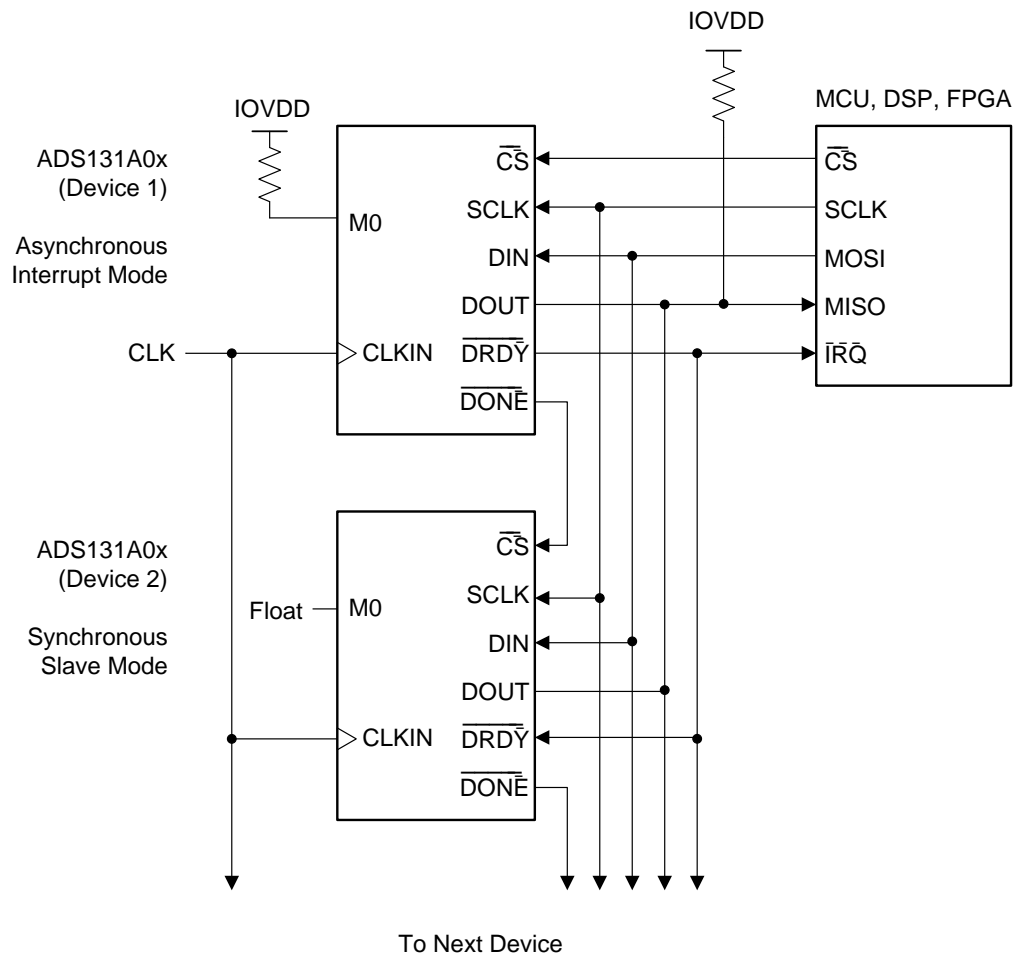 IOVDD
MCU, DSP, FPGA
IOVDD
ADS131A0x
(Device 1)
Asynchronous
Interrupt Mode
M0
CS
SCLK
DIN
DOUT
DRDY
DONE
CS
SCLK
MOSI
MISO
IRQ
CLK
CLKIN
ADS131A0x
(Device 2)
Synchronous
Slave Mode
Float
M0
CS
SCLK
DIN
DOUT
DRDY
DONE
CLKIN
To Next Device